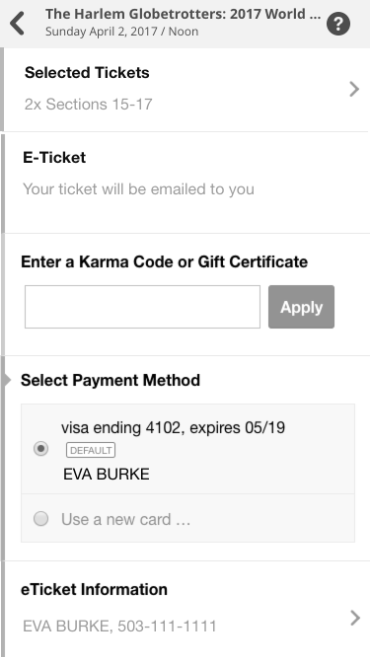 The Harlem Globetrotters: 2017 World ...
Sunday April 2, 2017 / Noon
?
Selected Tickets
2x Sections 15-17
E-Ticket
Your ticket will be emailed to you
Enter a Karma Code or Gift Certificate
Apply
Select Payment Method
visa ending 4102, expires 05/19
DEFAULT
EVA BURKE
Use a new card ...
eTicket Information
EVA BURKE, 503-111-1111